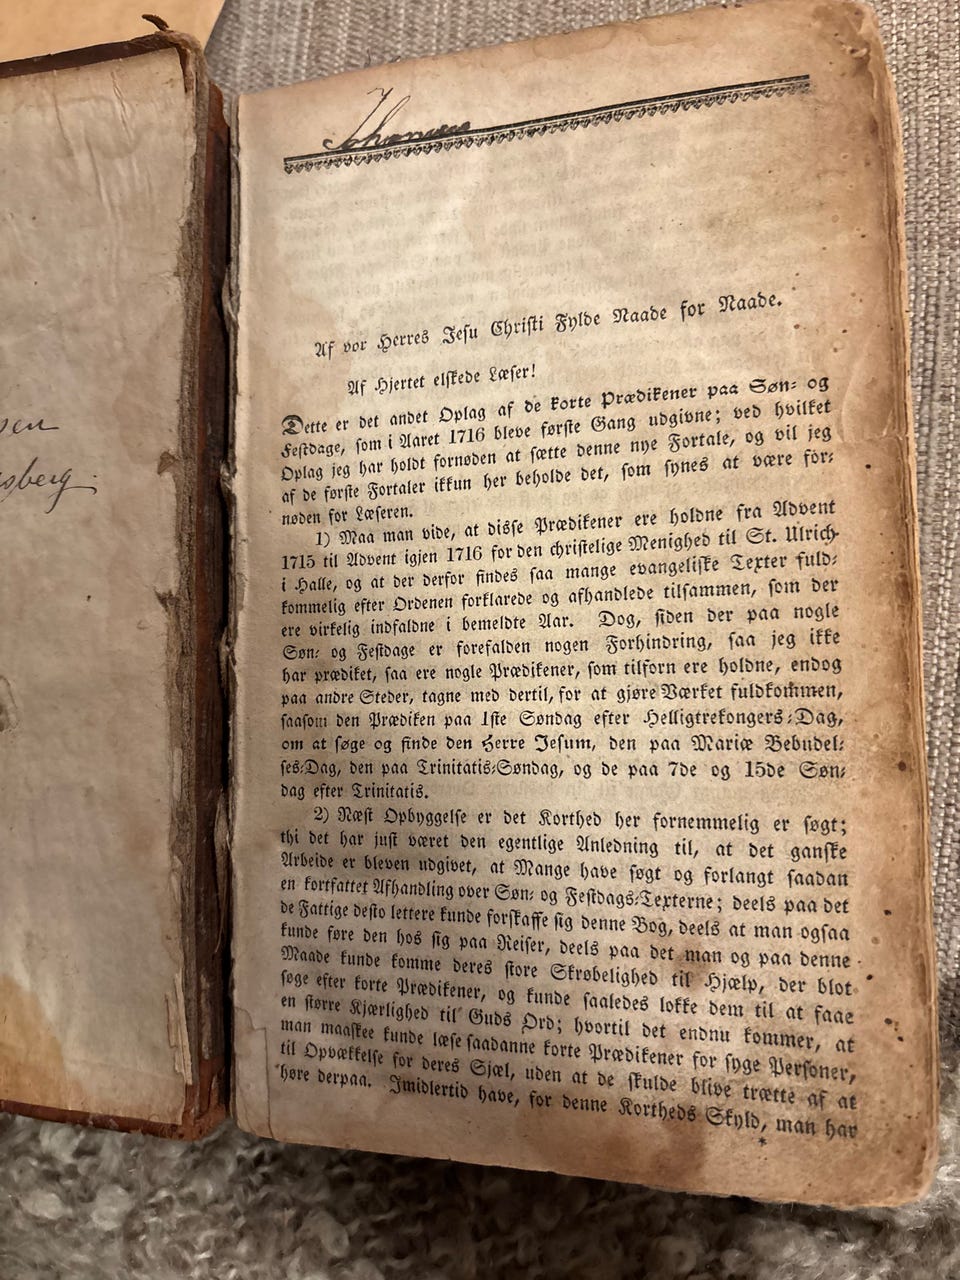 sen
sberg.
Johansen
Af vor Herres Jesu Christi Fylde Naade for Naade.
Af Hjertet elskede Læser!
Dette er det andet Oplag af de korte Prædikener paa Søn- og
Festdage, som i Aaret 1716 bleve første Gang udgivne; ved hvilket
Oplag jeg har holdt fornøden at sætte denne nye Fortale, og vil jeg
af de første Fortaler ikkun her beholde det, som synes at være for-
nøden for Læseren.
1) Maa man vide, at disse Prædikener ere holdne fra Advent
1715 til Advent igjen 1716 for den christelige Menighed til St. Ulrich
i Halle, og at der derfor findes saa mange evangeliske Texter fuld-
kommelig efter Ordenen forklarede og afhandlede tilsammen, som der
ere virkelig indfaldne i bemeldte Aar. Dog, siden der paa nogle
Søn- og Festdage er forefalden nogen Forhindring, saa jeg ikke
har prædiket, saa ere nogle Prædikener, som tilforn ere holdne, endog
paa andre Steder, tagne med dertil, for at gjøre Værket fuldkommen,
saasom den Prædiken paa 1ste Søndag efter Helligtrekongers-Dag,
om at søge og finde den Herre Jesum, den paa Mariæ Bebudel-
ses-Dag, den paa Trinitatis-Søndag, og de paa 7de og 15de Søn-
dag efter Trinitatis.
2) Næst Opbyggelse er det Korthed her fornemmelig er søgt;
thi det har just været den egentlige Anledning til, at det ganske
Arbeide er bleven udgivet, at Mange have søgt og forlangt saadan
en kortfattet Afhandling over Søn- og Festdags-Texterne; deels paa det
de Fattige desto lettere kunde forskaffe sig denne Bog, deels at man ogsaa
kunde føre den hos sig paa Reiser, deels paa det man og paa denne
Maade kunde komme deres store Skrøbelighed til Hjælp, der blot
søge efter korte Prædikener, og kunde saaledes lokke dem til at faae
en større Kjærlighed til Guds Ord; hvortil det endnu kommer, at
man maaskee kunde læse saadanne korte Prædikener for syge Personer,
til Opvækkelse for deres Sjæl, uden at de skulde blive trætte af at
høre derpaa. Imidlertid have, for denne Kortheds Skyld, man har
*